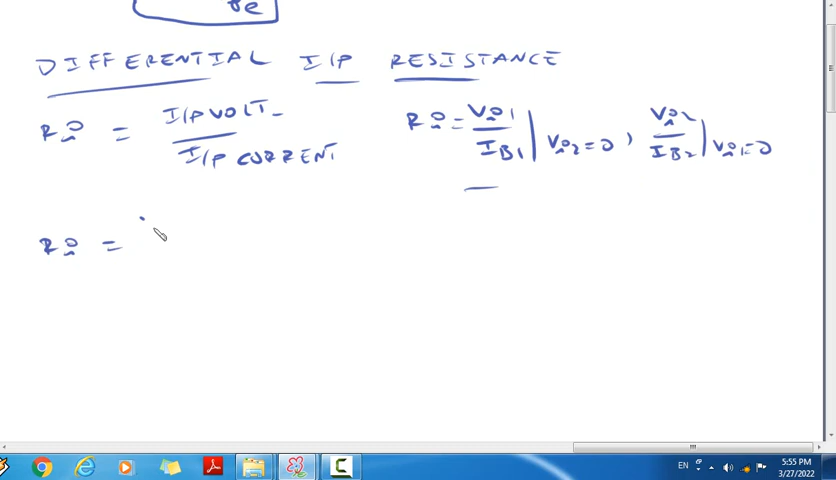 re
DIFFERENTIAL I/P RESISTANCE
Ri = I/P VOLT / I/P CURRENT
Ri = Vi1 / IB1 | Vi2=0 , Vi2 / IB2 | Vi1=0
Ri =
EN
5:55 PM
3/27/2022